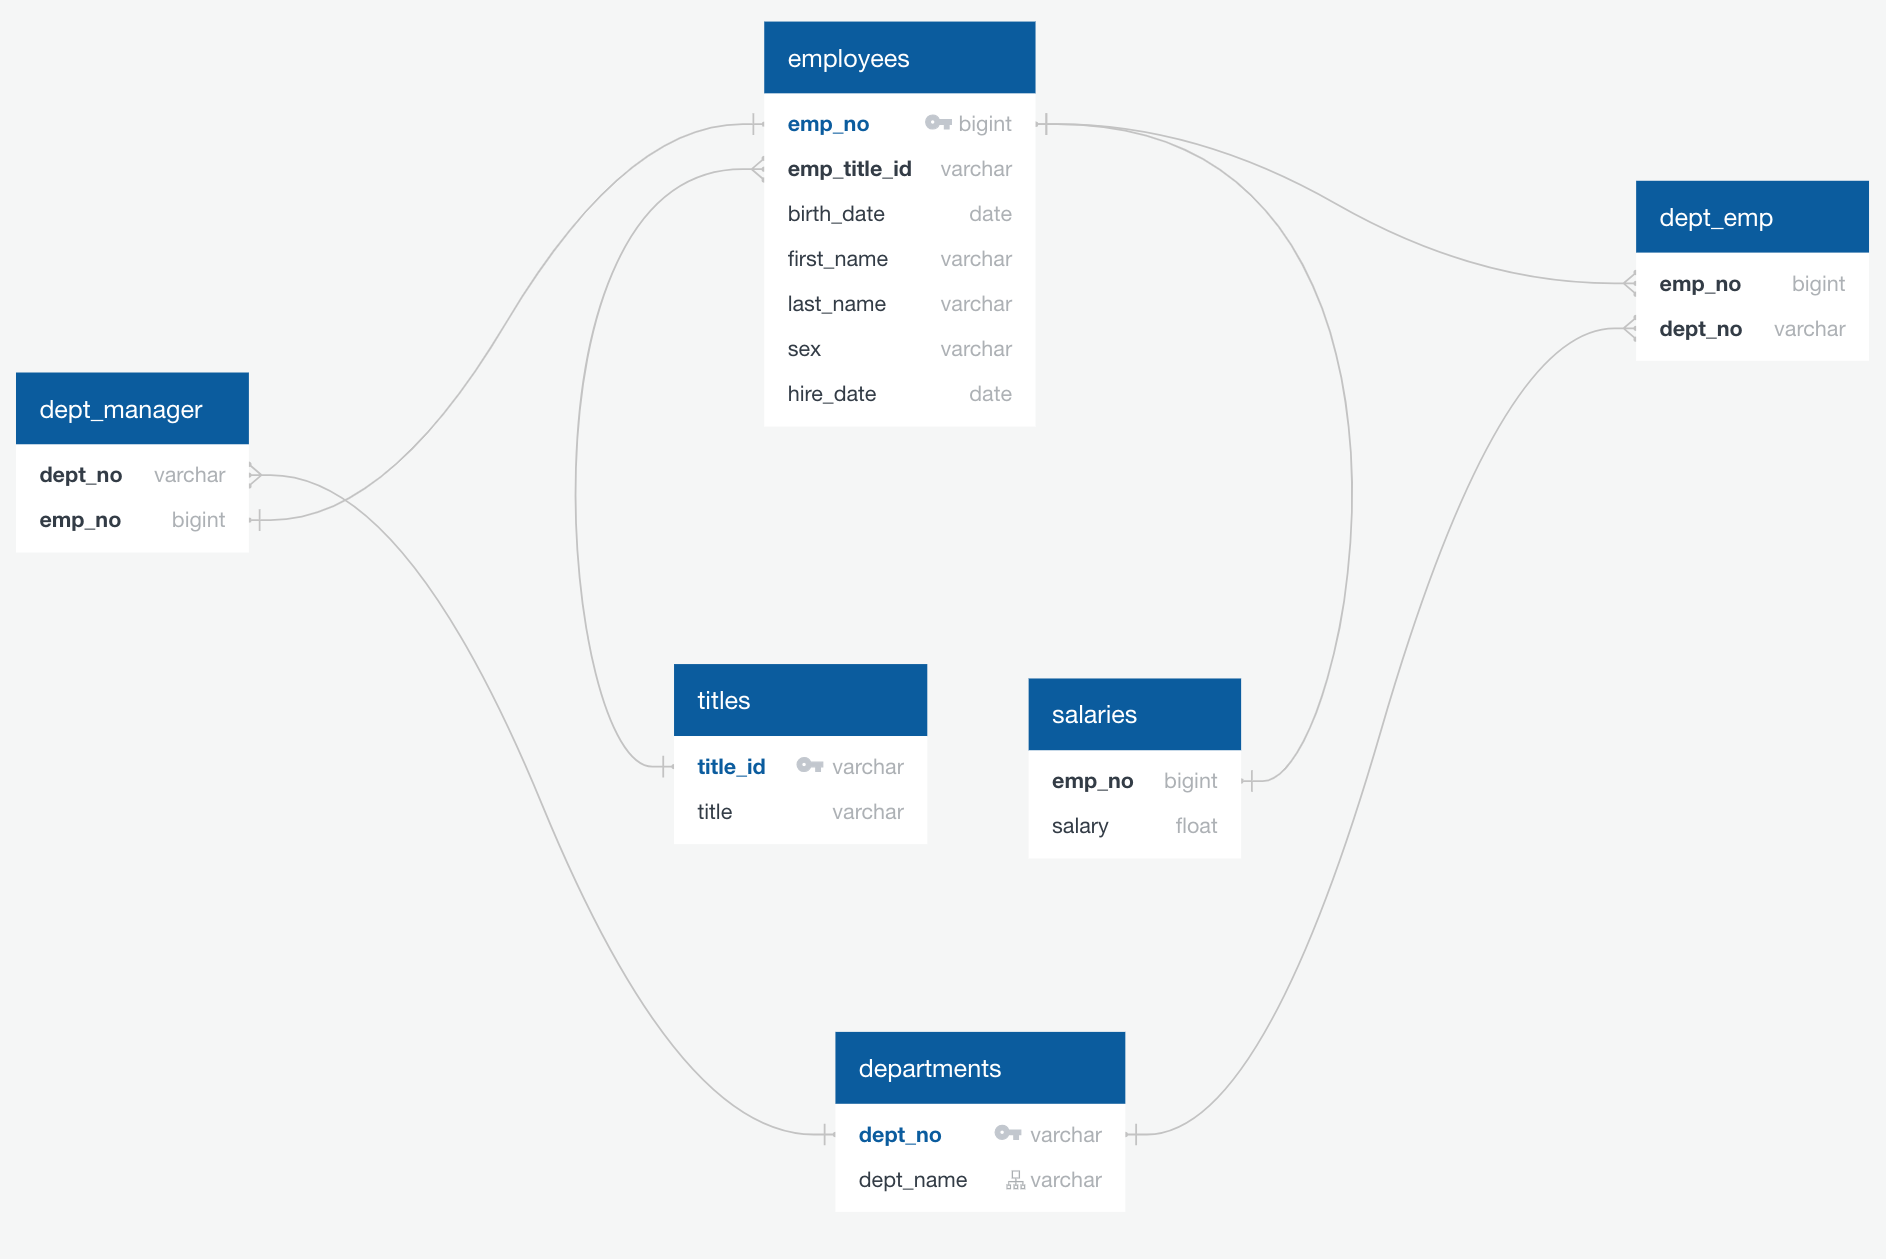 employees
emp_no bigint
emp_title_id varchar
birth_date date
first_name varchar
last_name varchar
sex varchar
hire_date date
dept_emp
emp_no bigint
dept_no varchar
dept_manager
dept_no varchar
emp_no bigint
titles
title_id varchar
title varchar
salaries
emp_no bigint
salary float
departments
dept_no varchar
dept_name varchar